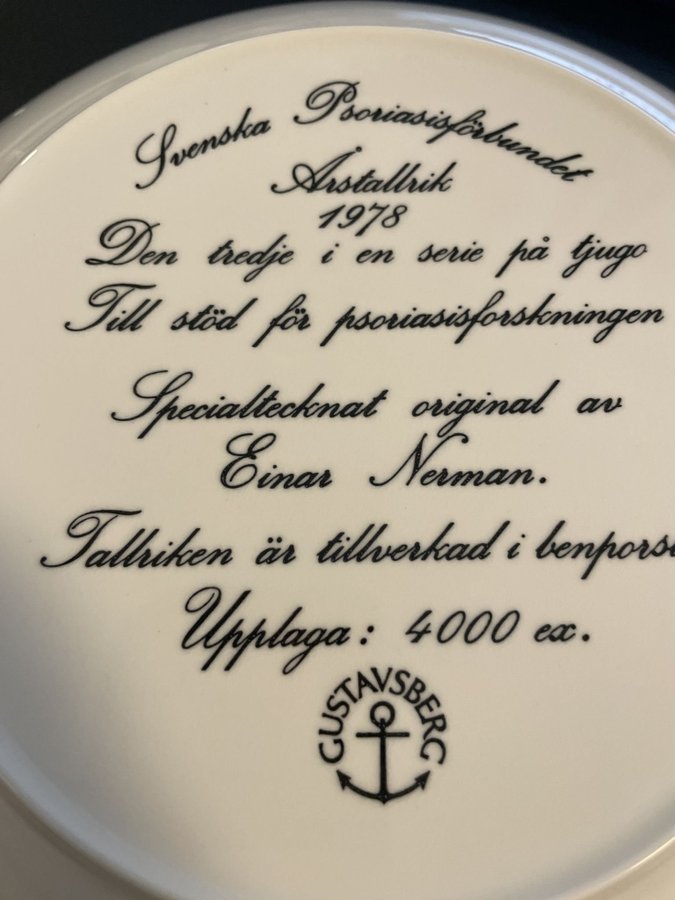 Svenska Psoriasisförbundet
Årstallrik
1978
Den tredje i en serie på tjugo
Till stöd för psoriasisforskningen
Specialtecknat original av
Einar Nerman.
Tallriken är tillverkad i
Upplaga: 4000 ex.
GUSTAVSBERG